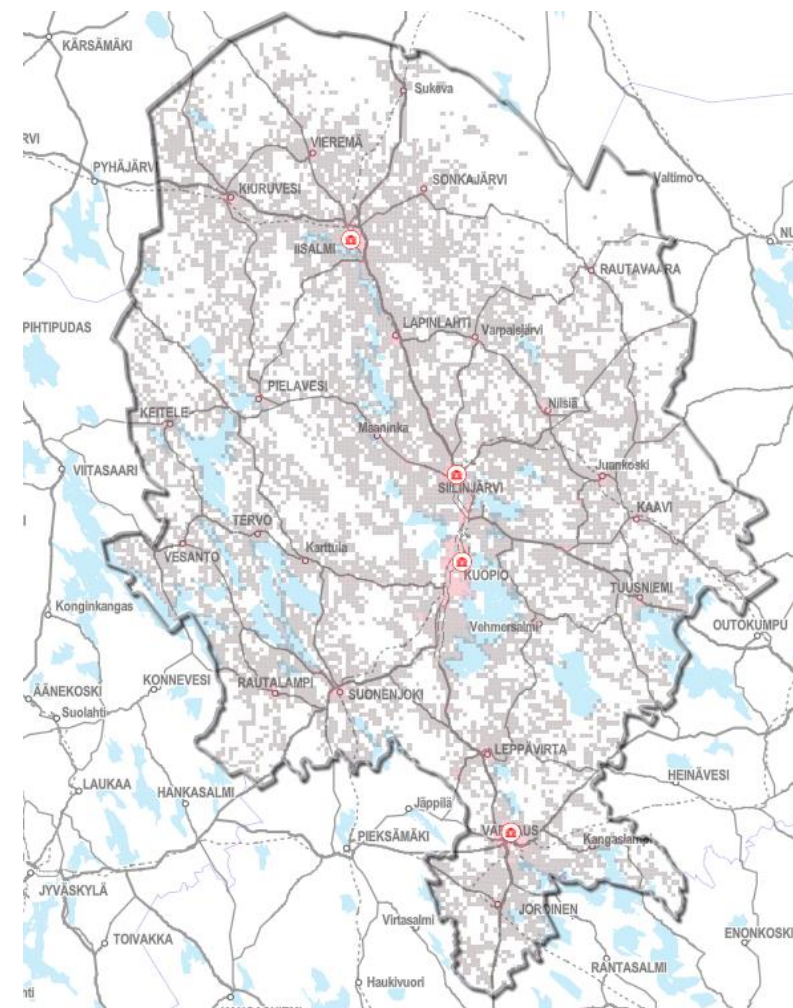 KÄRSÄMÄKI
Sukeva
VIEREMÄ
PYHÄJÄRVI
KIURUVESI
SONKAJÄRVI
Valtimo
IISALMI
RAUTAVAARA
PIHTIPUDAS
LAPINLAHTI
Varpaisjärvi
PIELAVESI
Nilsiä
KEITELE
Maaninka
VIITASAARI
Juankoski
SIILINJÄRVI
KAAVI
TERVO
VESANTO
Karttula
KUOPIO
TUUSNIEMI
Konginkangas
Vehmersalmi
OUTOKUMPU
KONNEVESI
RAUTALAMPI
SUONENJOKI
ÄÄNEKOSKI
Suolahti
LEPPÄVIRTA
HEINÄVESI
LAUKAA
HANKASALMI
Jäppilä
PIEKSÄMÄKI
Kangaslampi
JYVÄSKYLÄ
JOROINEN
Virtasalmi
TOIVAKKA
ENONKOSKI
RANTASALMI
Haukivuori